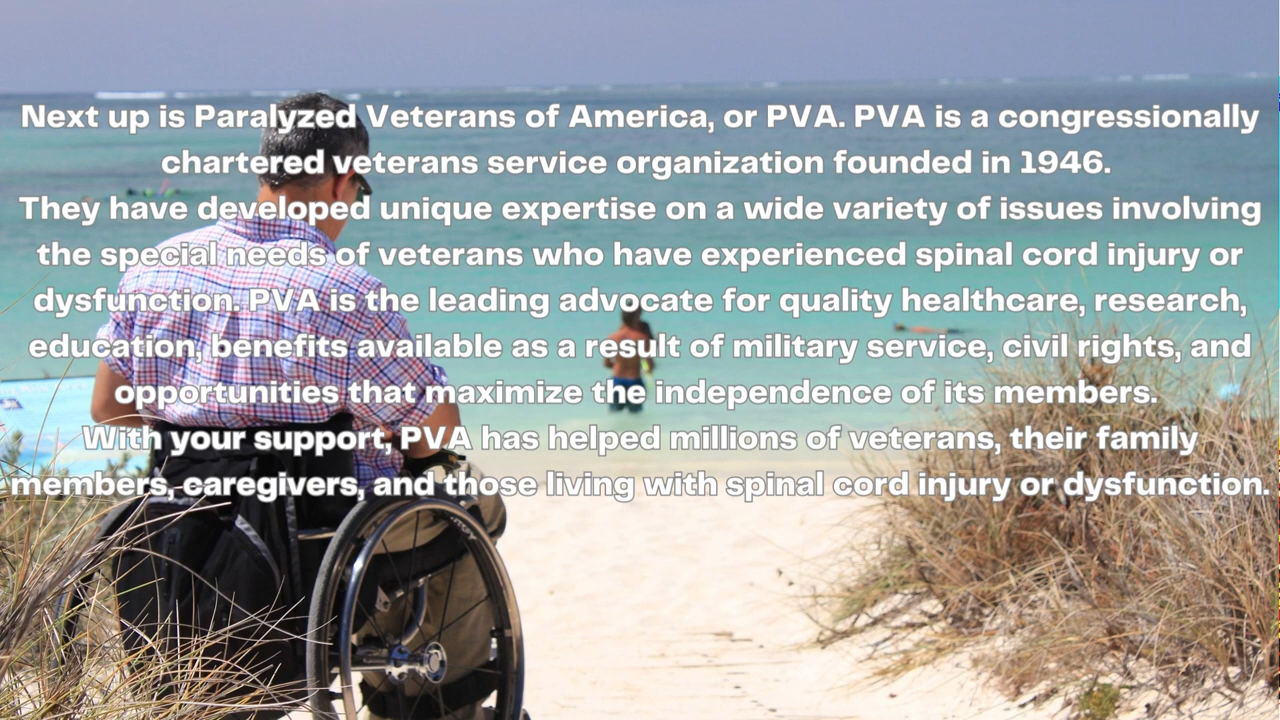 Next up is Paralyzed Veterans of America, or PVA. PVA is a congressionally
chartered veterans service organization founded in 1946.
They have developed unique expertise on a wide variety of issues involving
the special needs of veterans who have experienced spinal cord injury or
dysfunction. PVA is the leading advocate for quality healthcare, research,
education, benefits available as a result of military service, civil rights, and
opportunities that maximize the independence of its members.
With your support, PVA has helped millions of veterans, their family
members, caregivers, and those living with spinal cord injury or dysfunction.